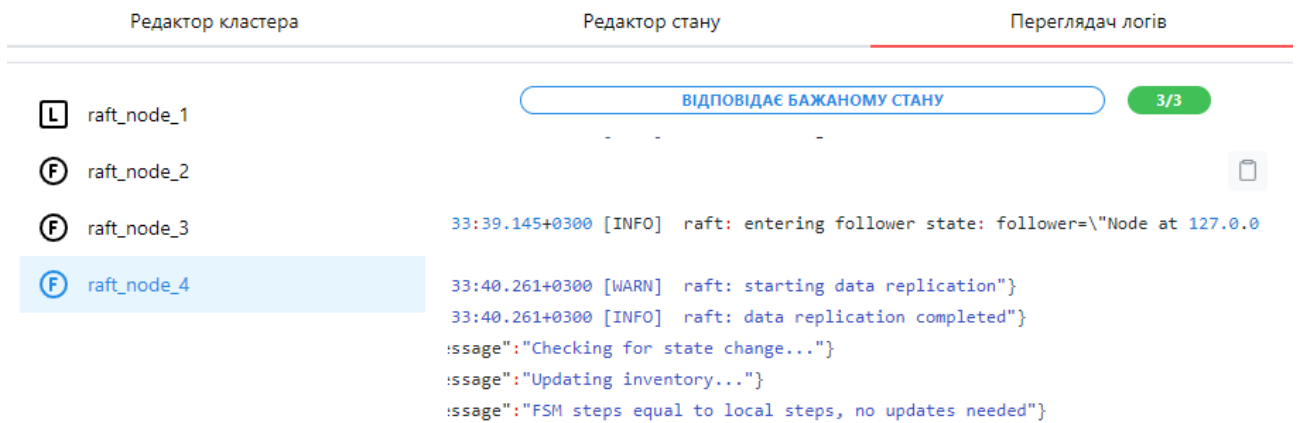 Редактор кластера
Редактор стану
Переглядач логів
L raft_node_1
F raft_node_2
F raft_node_3
F raft_node_4
ВІДПОВІДАЄ БАЖАНОМУ СТАНУ
3/3
33:39.145+0300 [INFO]  raft: entering follower state: follower=\"Node at 127.0.0
33:40.261+0300 [WARN]  raft: starting data replication"}
33:40.261+0300 [INFO]  raft: data replication completed"}
essage":"Checking for state change..."}
essage":"Updating inventory..."}
essage":"FSM steps equal to local steps, no updates needed"}